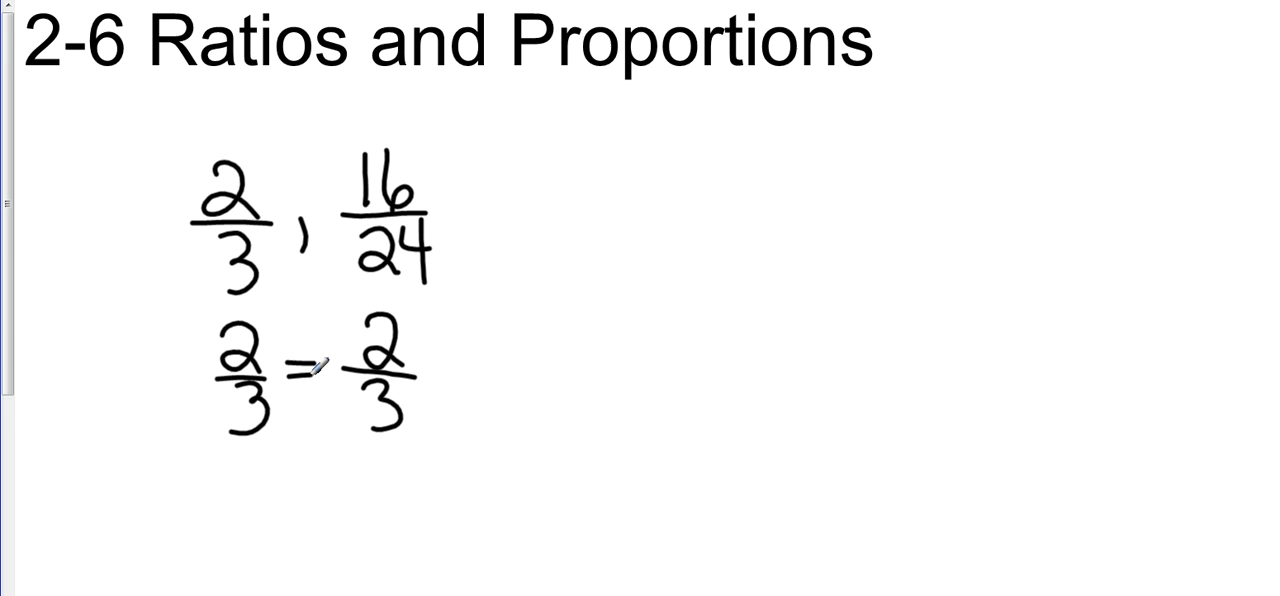 2-6 Ratios and Proportions
2/3 , 16/24
2/3 = 2/3